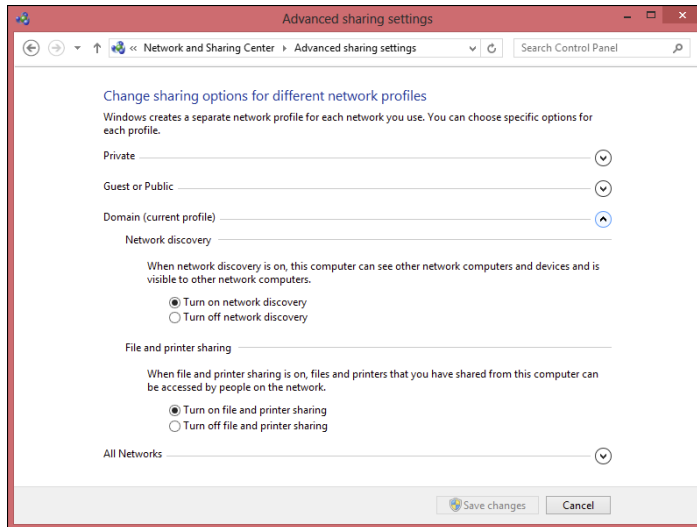 Advanced sharing settings
« Network and Sharing Center Advanced sharing settings Search Control Panel
Change sharing options for different network profiles
Windows creates a separate network profile for each network you use. You can choose specific options for
each profile.
Private
Guest or Public
Domain (current profile)
Network discovery
When network discovery is on, this computer can see other network computers and devices and is
visible to other network computers.
Turn on network discovery
Turn off network discovery
File and printer sharing
When file and printer sharing is on, files and printers that you have shared from this computer can
be accessed by people on the network.
Turn on file and printer sharing
Turn off file and printer sharing
All Networks
Save changes Cancel